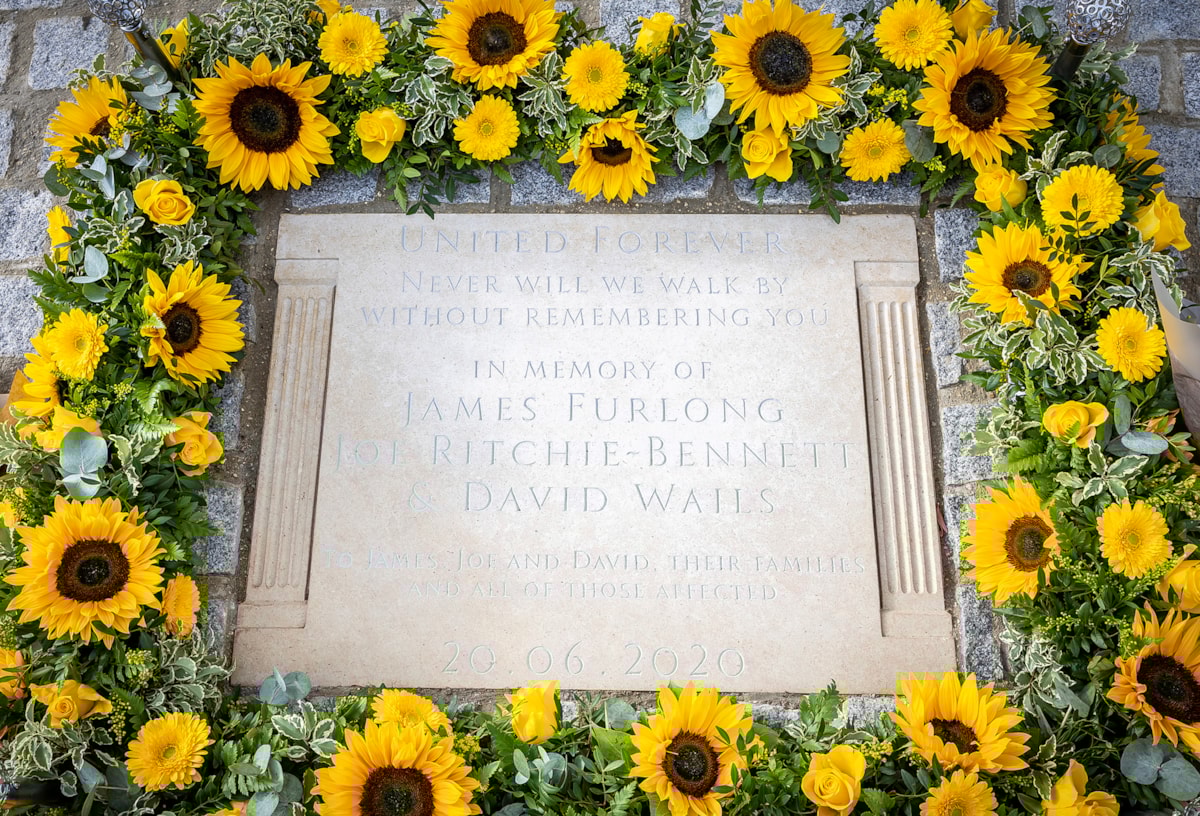 United Forever
Never will we walk by
without remembering you
in memory of
James Furlong
Joe Ritchie-Bennett
& David Wails
To James, Joe and David, their families
and all of those affected
20.06.2020